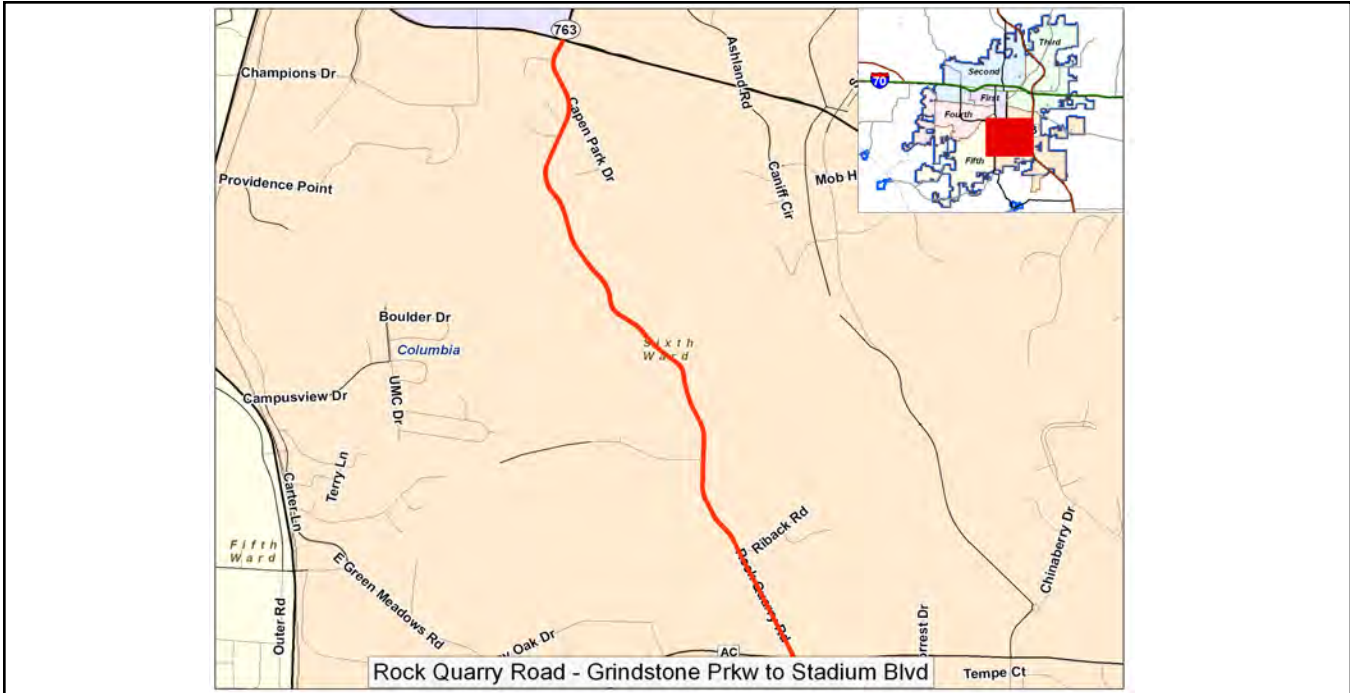 763
Champions Dr
Ashland Rd
Capen Park Dr
Caniff Cir
Mob H
Providence Point
Third
Second
70
First
Fourth
Fifth
Boulder Dr
Columbia
Sixth
Ward
UMC Dr
Campusview Dr
Terry Ln
Carter Ln
Riback Rd
Rock Quarry Rd
Chinaberry Dr
Fifth
Ward
E Green Meadows Rd
Outer Rd
wy Oak Dr
AC
orrest Dr
Tempe Ct
Rock Quarry Road - Grindstone Prkw to Stadium Blvd